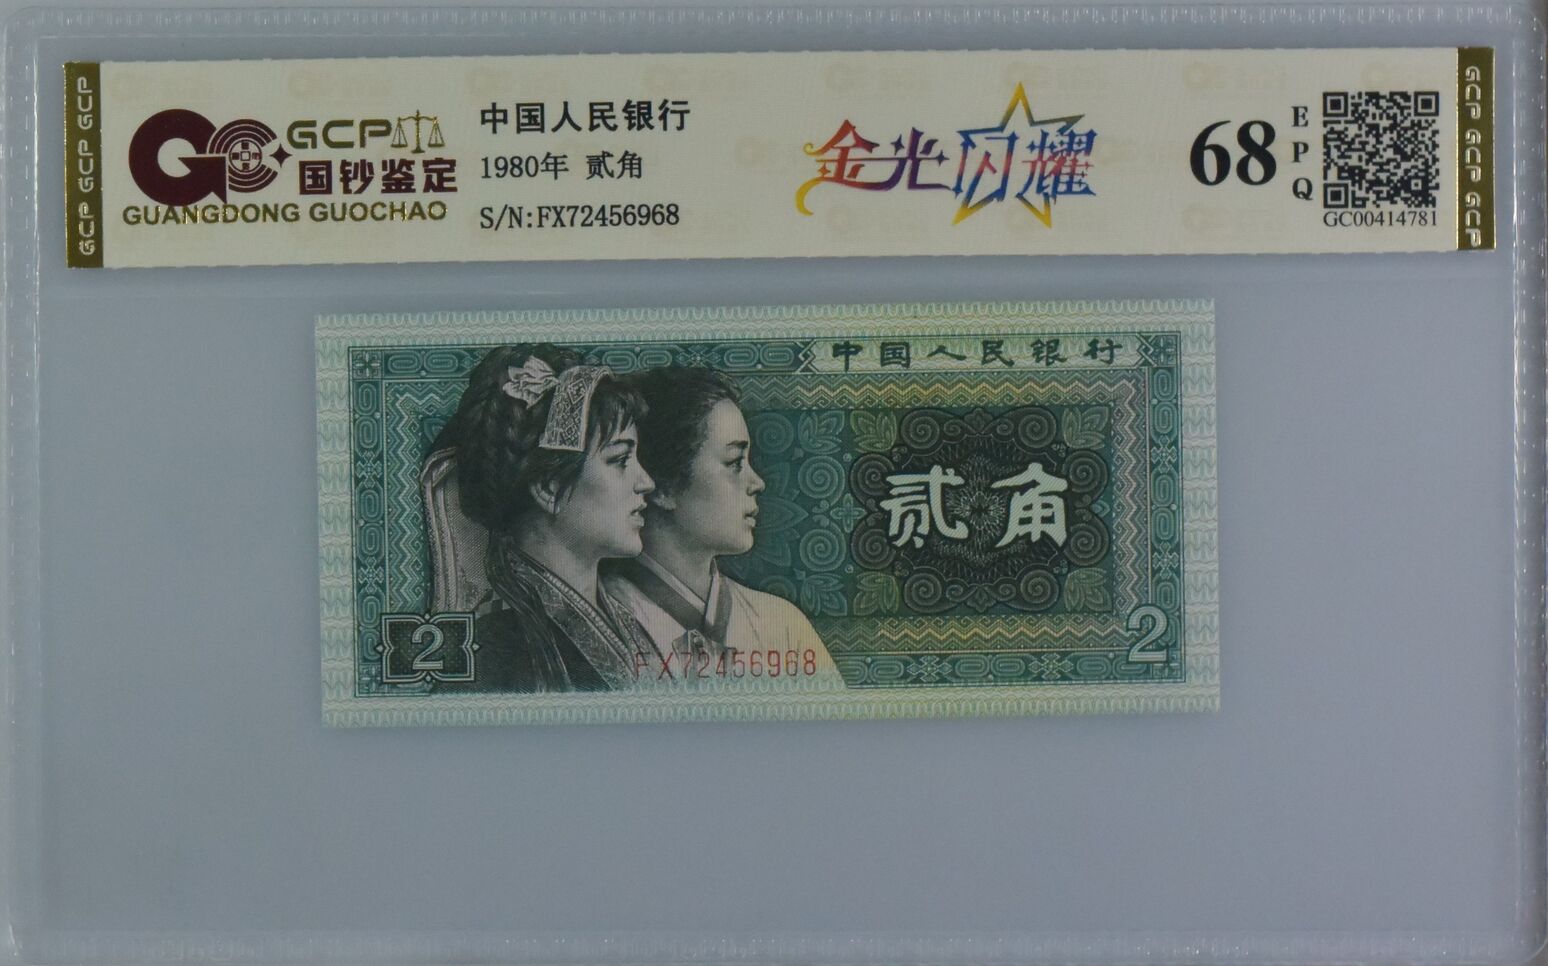 GCP GCP GCP
GCP
国钞鉴定
GUANGDONG GUOCHAO
中国人民银行
1980年 贰角
S/N:FX72456968
金光闪耀
68
EPQ
GC00414781
GCP GCP GCP
中国人民银行
贰角
2
FX72456968
2